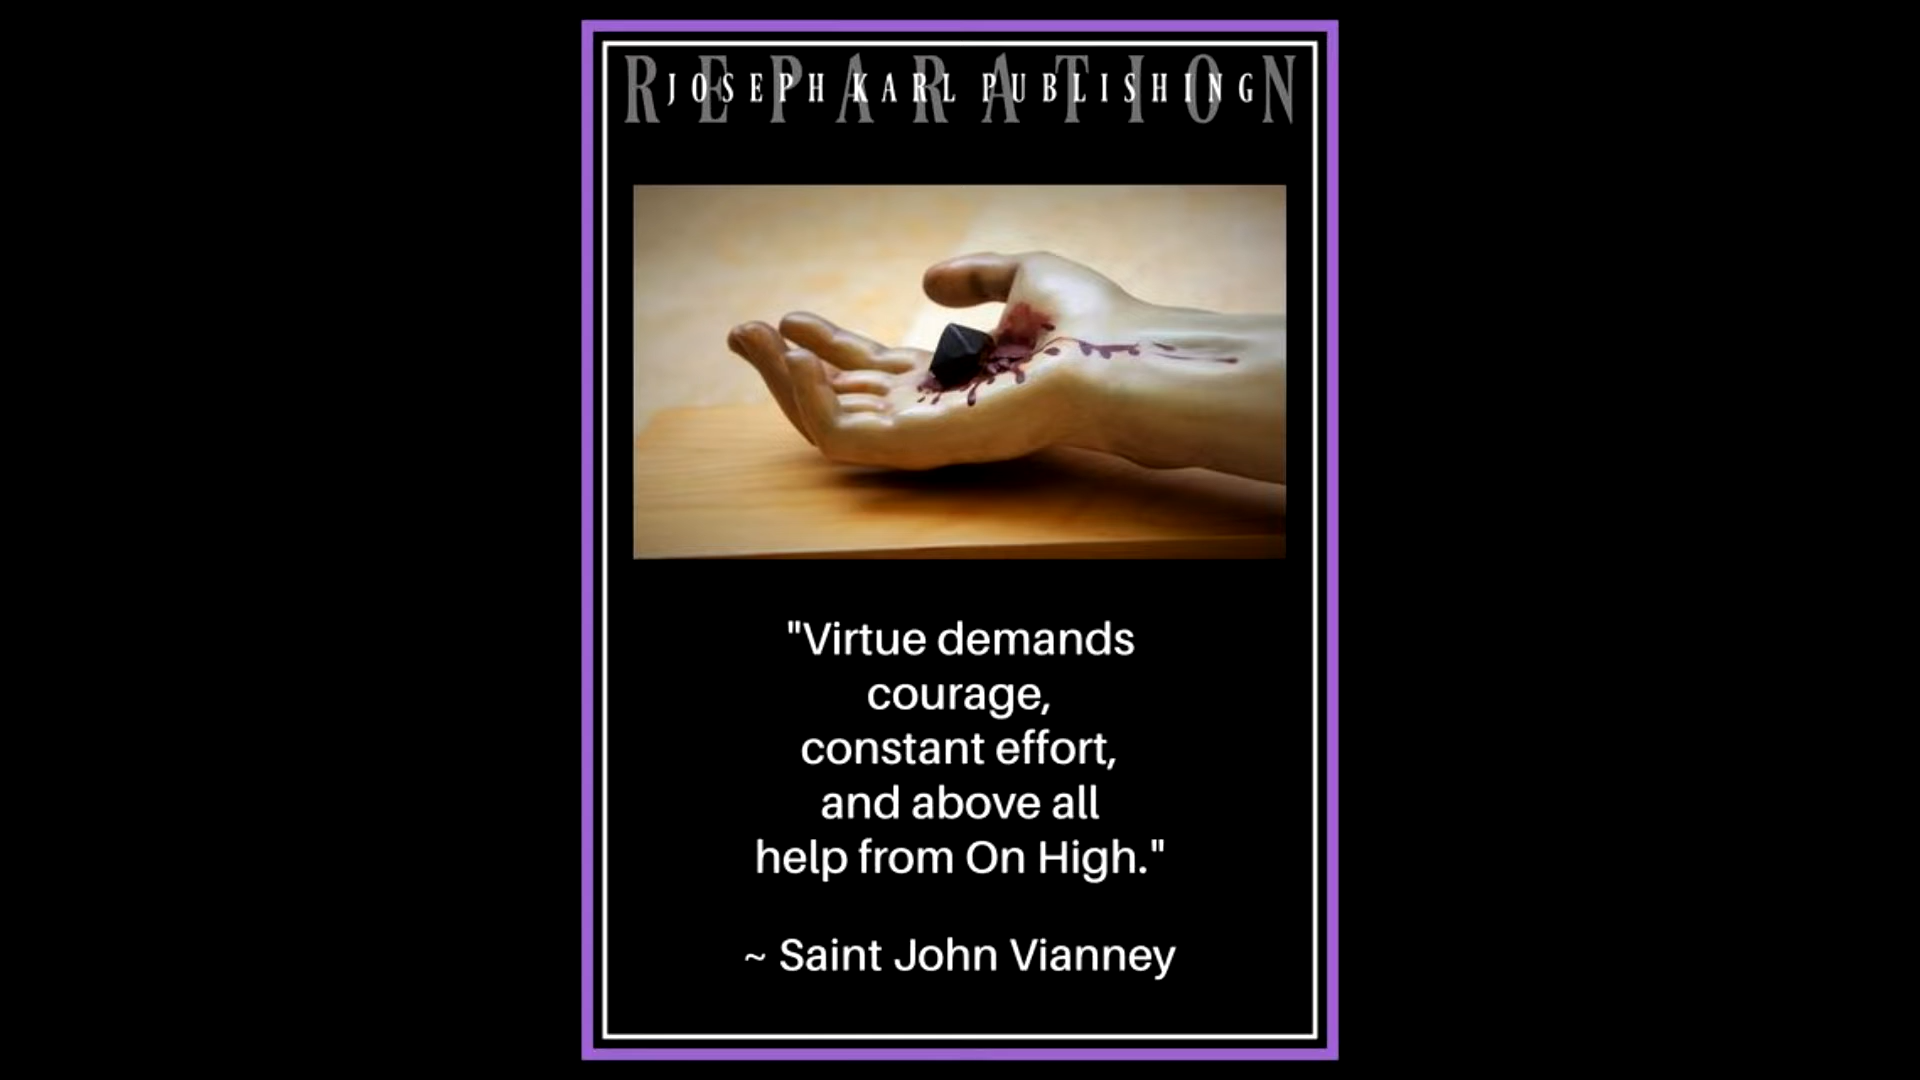 REPARATION
JOSEPH KARL PUBLISHING
"Virtue demands
courage,
constant effort,
and above all
help from On High."
~ Saint John Vianney